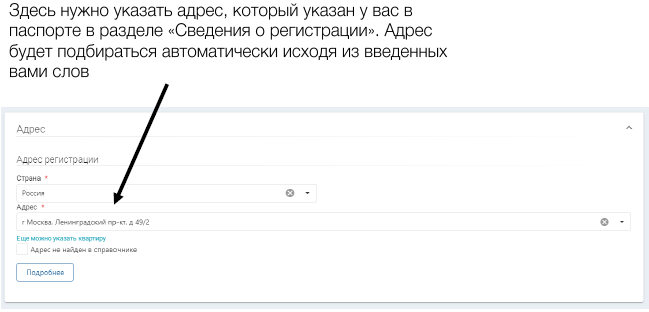 Здесь нужно указать адрес, который указан у вас в
паспорте в разделе «Сведения о регистрации». Адрес
будет подбираться автоматически исходя из введенных
вами слов
Адрес
Адрес регистрации
Страна *
Россия
Адрес *
г Москва, Ленинградский пр-кт, д 49/2
Еще можно указать квартиру
Адрес не найден в справочнике
Подробнее